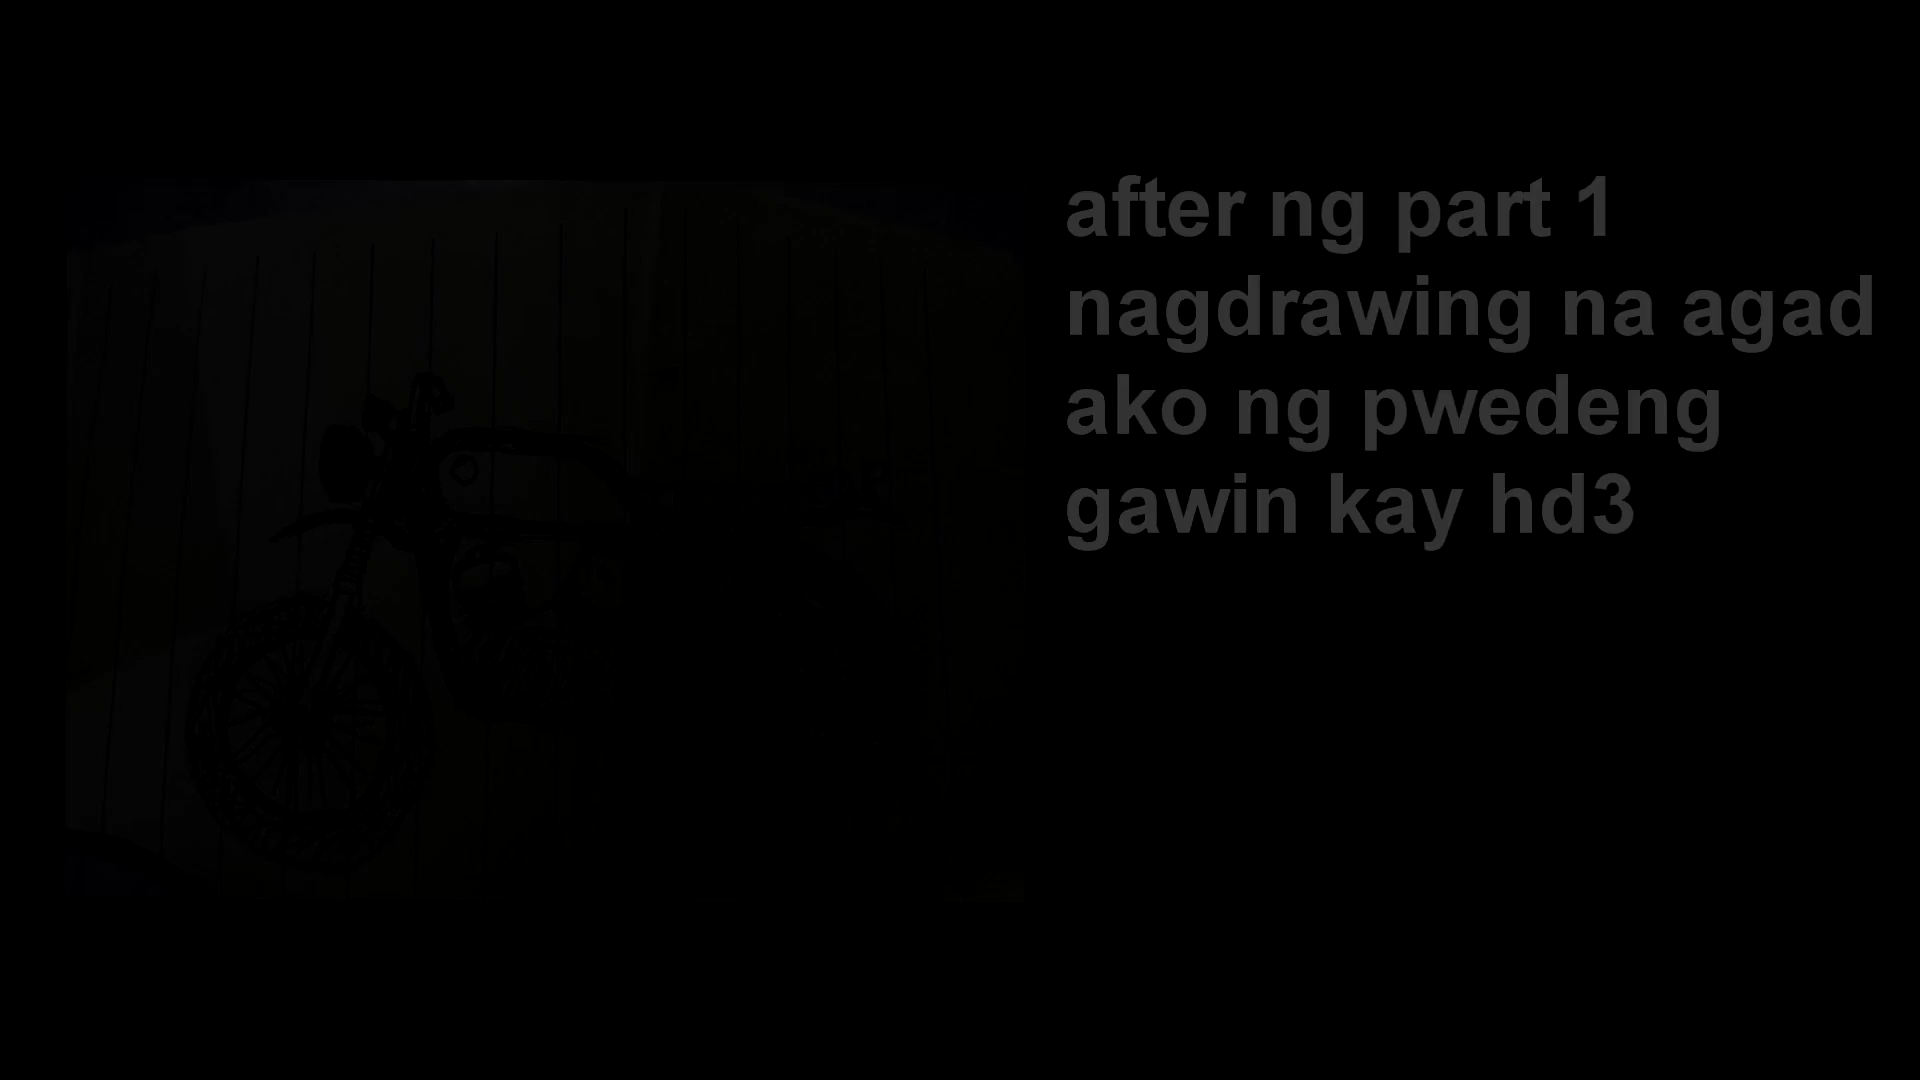 after ng part 1
nagdrawing na agad
ako ng pwedeng
gawin kay hd3